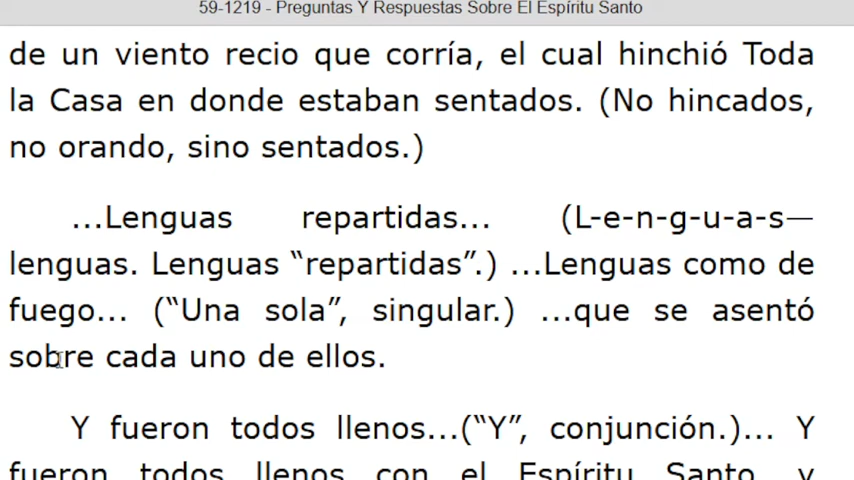 59-1219 - Preguntas Y Respuestas Sobre El Espíritu Santo
de un viento recio que corría, el cual hinchió Toda
la Casa en donde estaban sentados. (No hincados,
no orando, sino sentados.)
...Lenguas repartidas... (L-e-n-g-u-a-s—
lenguas. Lenguas “repartidas”.) ...Lenguas como de
fuego... (“Una sola”, singular.) ...que se asentó
sobre cada uno de ellos.
Y fueron todos llenos...(“Y”, conjunción.)... Y
fueron todos llenos con el Espíritu Santo, y